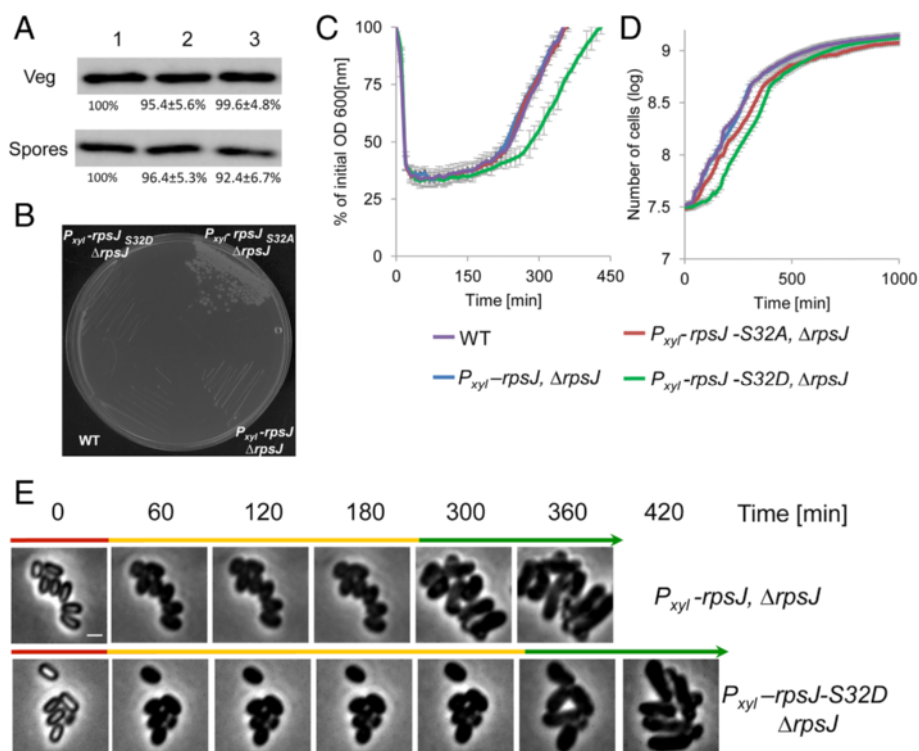 A
1 2 3
Veg
100% 95.4±5.6% 99.6±4.8%
Spores
100% 96.4±5.3% 92.4±6.7%
B
Pxyl-rpsJ S32D
ΔrpsJ
Pxyl-rpsJ S32A
ΔrpsJ
WT
Pxyl-rpsJ
ΔrpsJ
C
% of initial OD 600[nm]
100
75
50
25
0
0 150 300 450
Time [min]
D
Number of cells (log)
9
8.5
8
7.5
7
0 500 1000
Time [min]
WT
Pxyl-rpsJ-S32A, ΔrpsJ
Pxyl–rpsJ, ΔrpsJ
Pxyl-rpsJ-S32D, ΔrpsJ
E
0 60 120 180 300 360 420 Time [min]
Pxyl-rpsJ, ΔrpsJ
Pxyl–rpsJ-S32D
ΔrpsJ